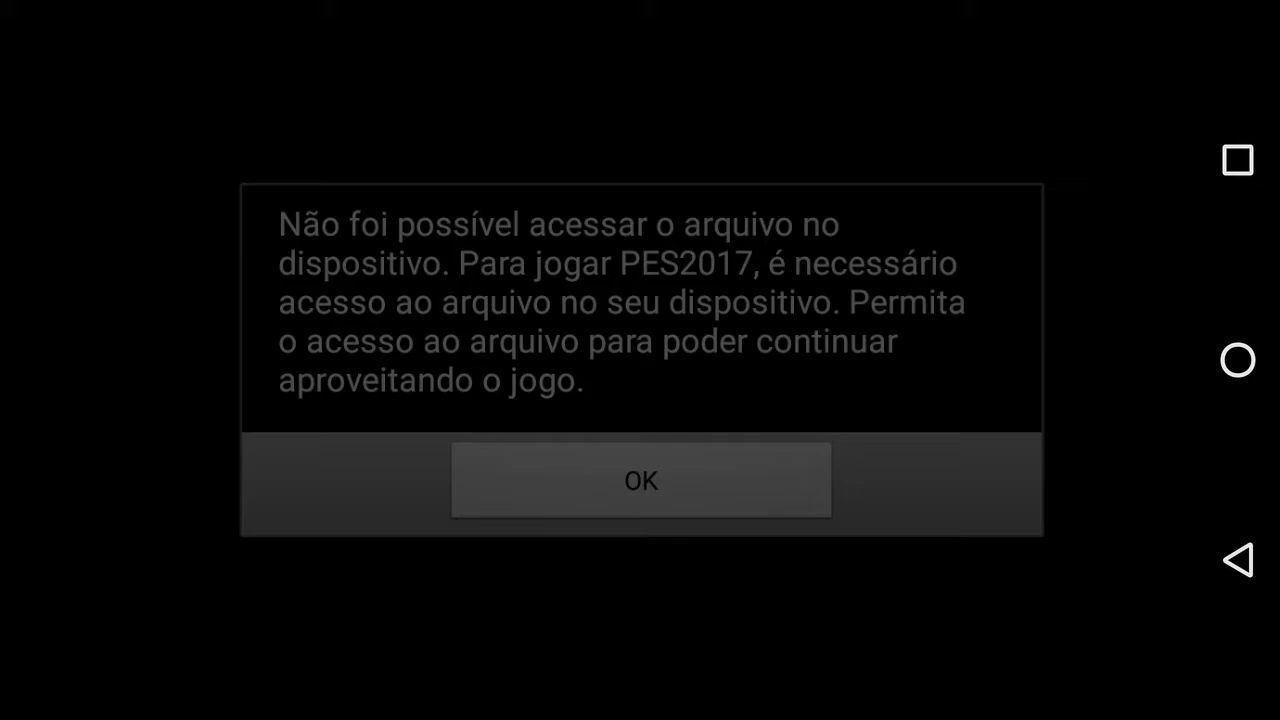 Não foi possível acessar o arquivo no
dispositivo. Para jogar PES2017, é necessário
acesso ao arquivo no seu dispositivo. Permita
o acesso ao arquivo para poder continuar
aproveitando o jogo.
OK